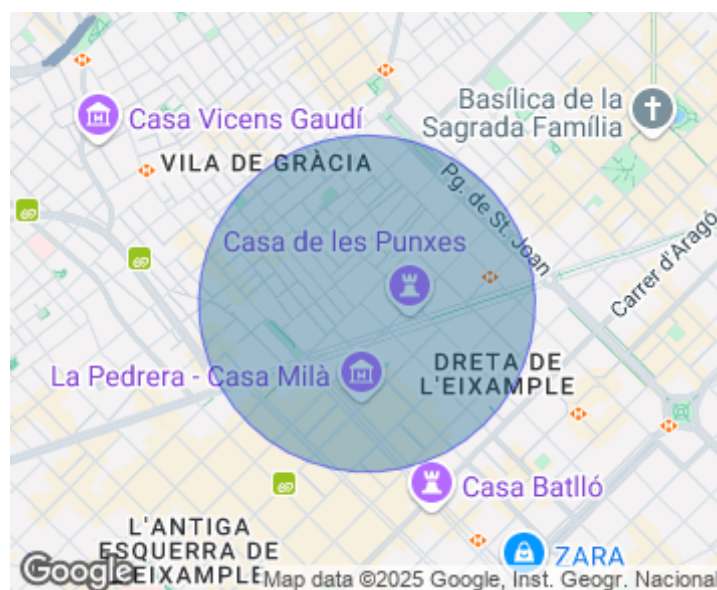 Casa Vicens Gaudí
Basílica de la
Sagrada Família
VILA DE GRÀCIA
Pg. de St. Joan
Casa de les Punxes
Carrer d'Aragó
La Pedrera - Casa Milà
DRETA DE
L'EIXAMPLE
Casa Batlló
L'ANTIGA
ESQUERRA DE
L'EIXAMPLE
ZARA
Google
Map data ©2025 Google, Inst. Geogr. Nacional